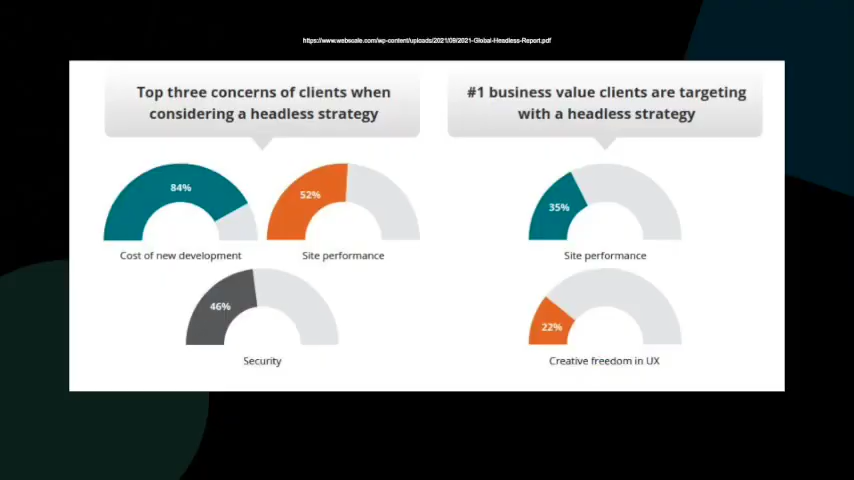 https://www.webscale.com/wp-content/uploads/2021/09/2021-Global-Headless-Report.pdf
Top three concerns of clients when
considering a headless strategy
84%
Cost of new development
52%
Site performance
46%
Security
#1 business value clients are targeting
with a headless strategy
35%
Site performance
22%
Creative freedom in UX